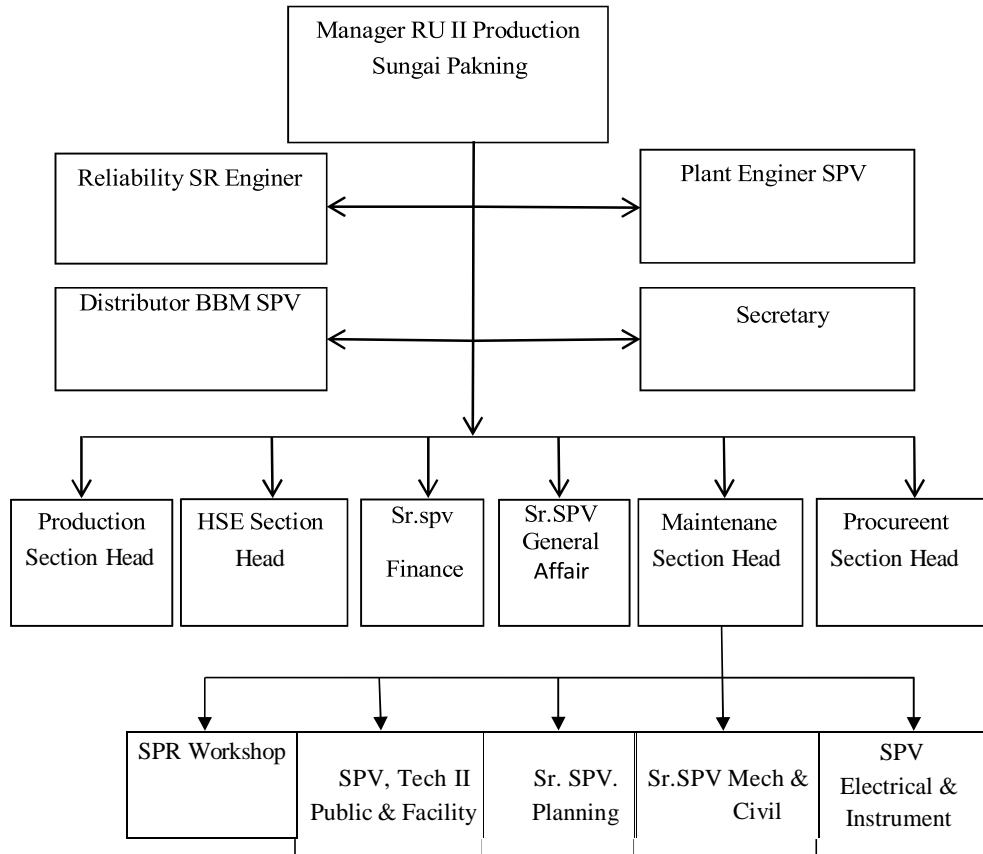 Manager RU II Production
Sungai Pakning
Reliability SR Enginer
Plant Enginer SPV
Distributor BBM SPV
Secretary
Production
Section Head
HSE Section
Head
Sr.spv
Finance
Sr.SPV
General
Affair
Maintenane
Section Head
Procureent
Section Head
SPR Workshop
SPV, Tech II
Public & Facility
Sr. SPV.
Planning
Sr.SPV Mech &
Civil
SPV
Electrical &
Instrument